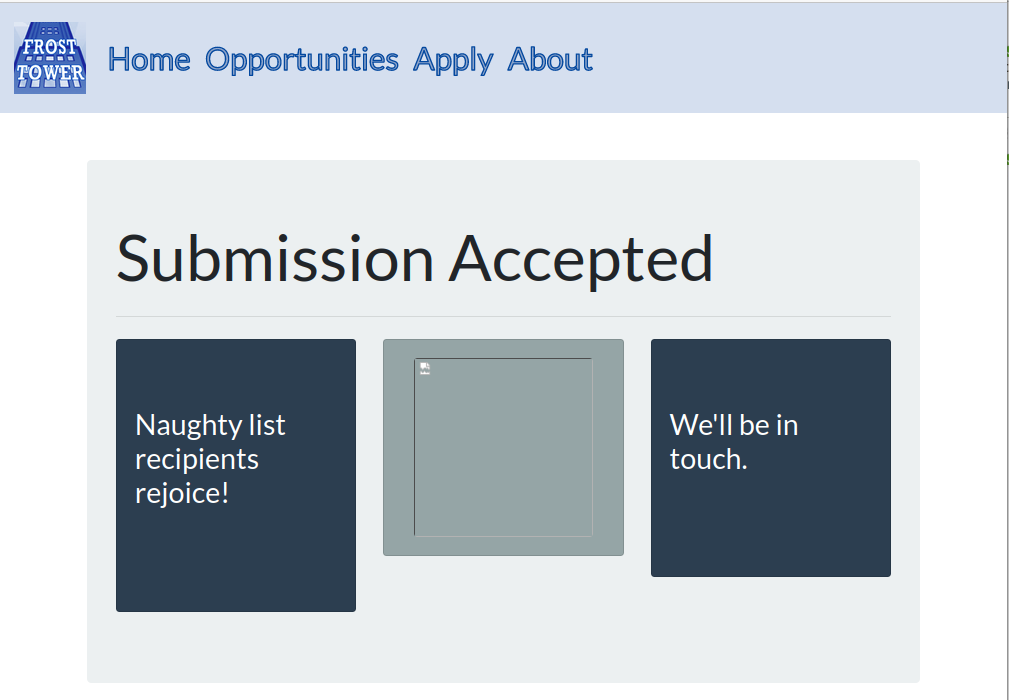 FROST
TOWER
Home Opportunities Apply About
Submission Accepted
Naughty list
recipients
rejoice!
We'll be in
touch.